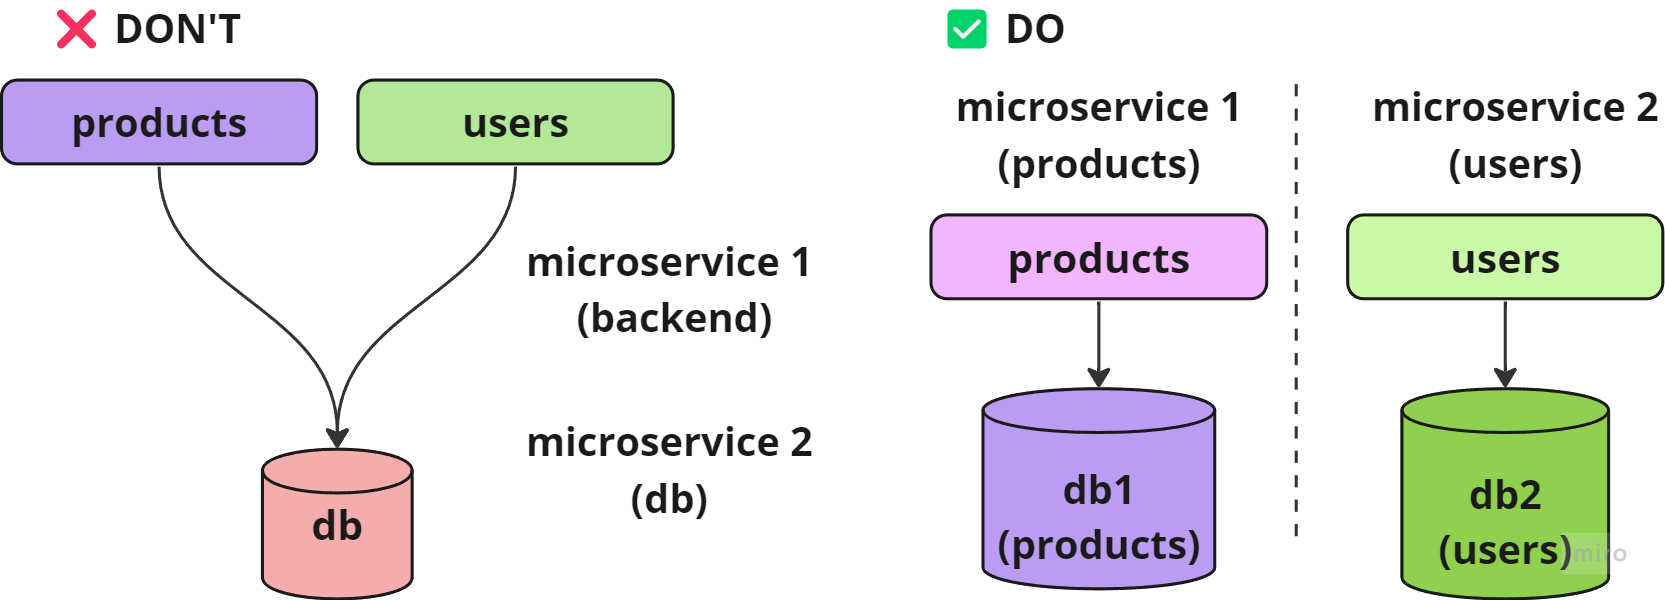 DON'T
products
users
microservice 1
(backend)
microservice 2
(db)
db
DO
microservice 1
(products)
products
db1
(products)
microservice 2
(users)
users
db2
(users)
miro